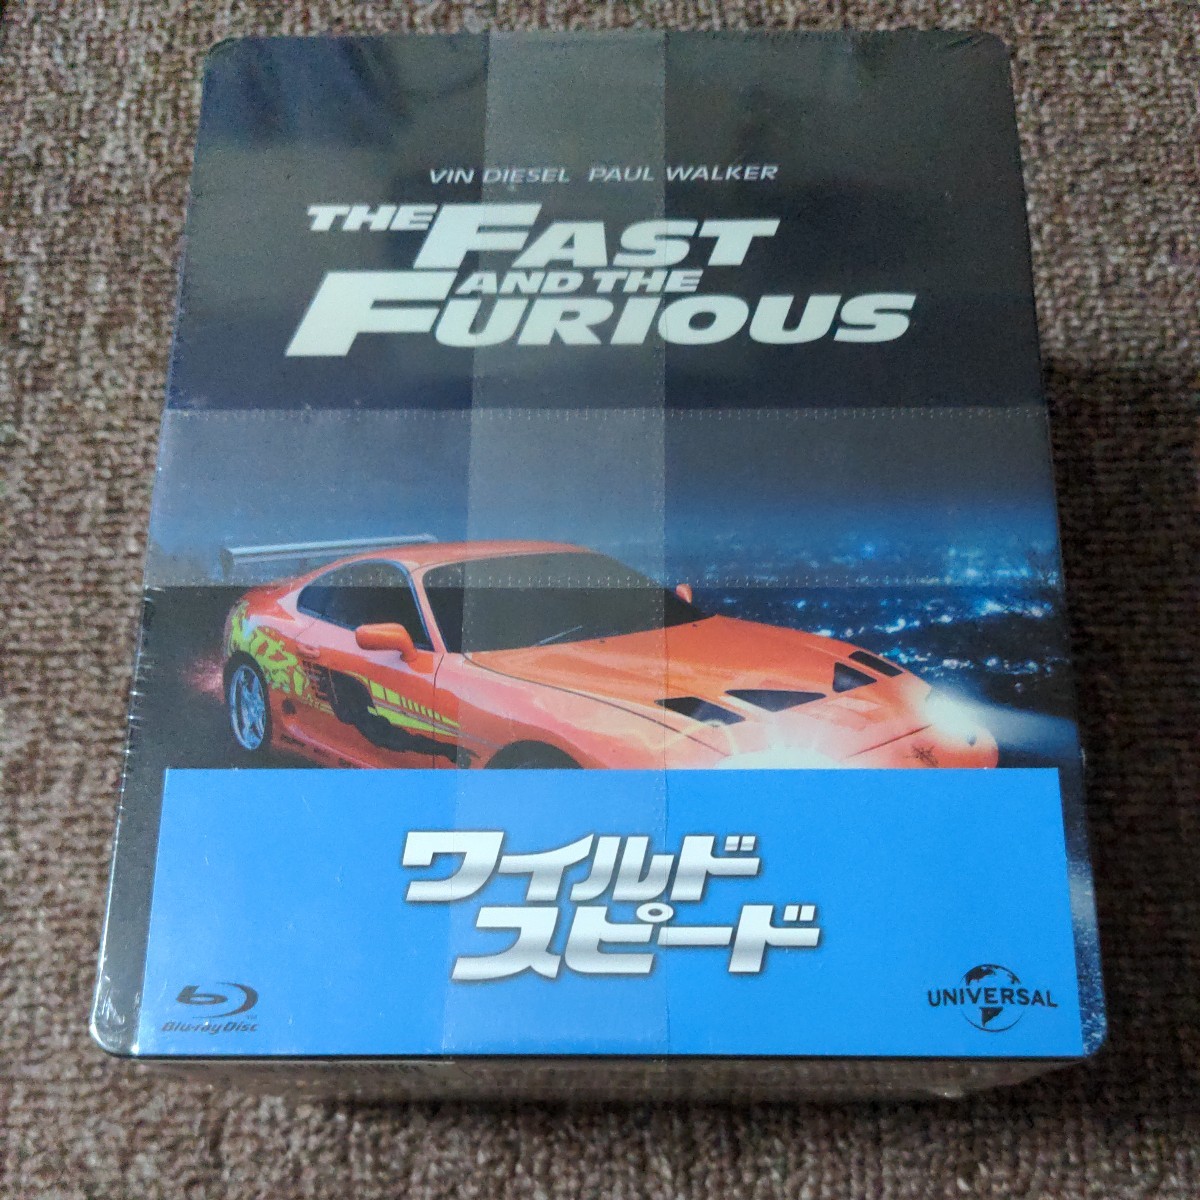 VIN DIESEL PAUL WALKER
THE FAST
AND THE
FURIOUS
ワイルド
スピード
Blu-ray Disc
UNIVERSAL